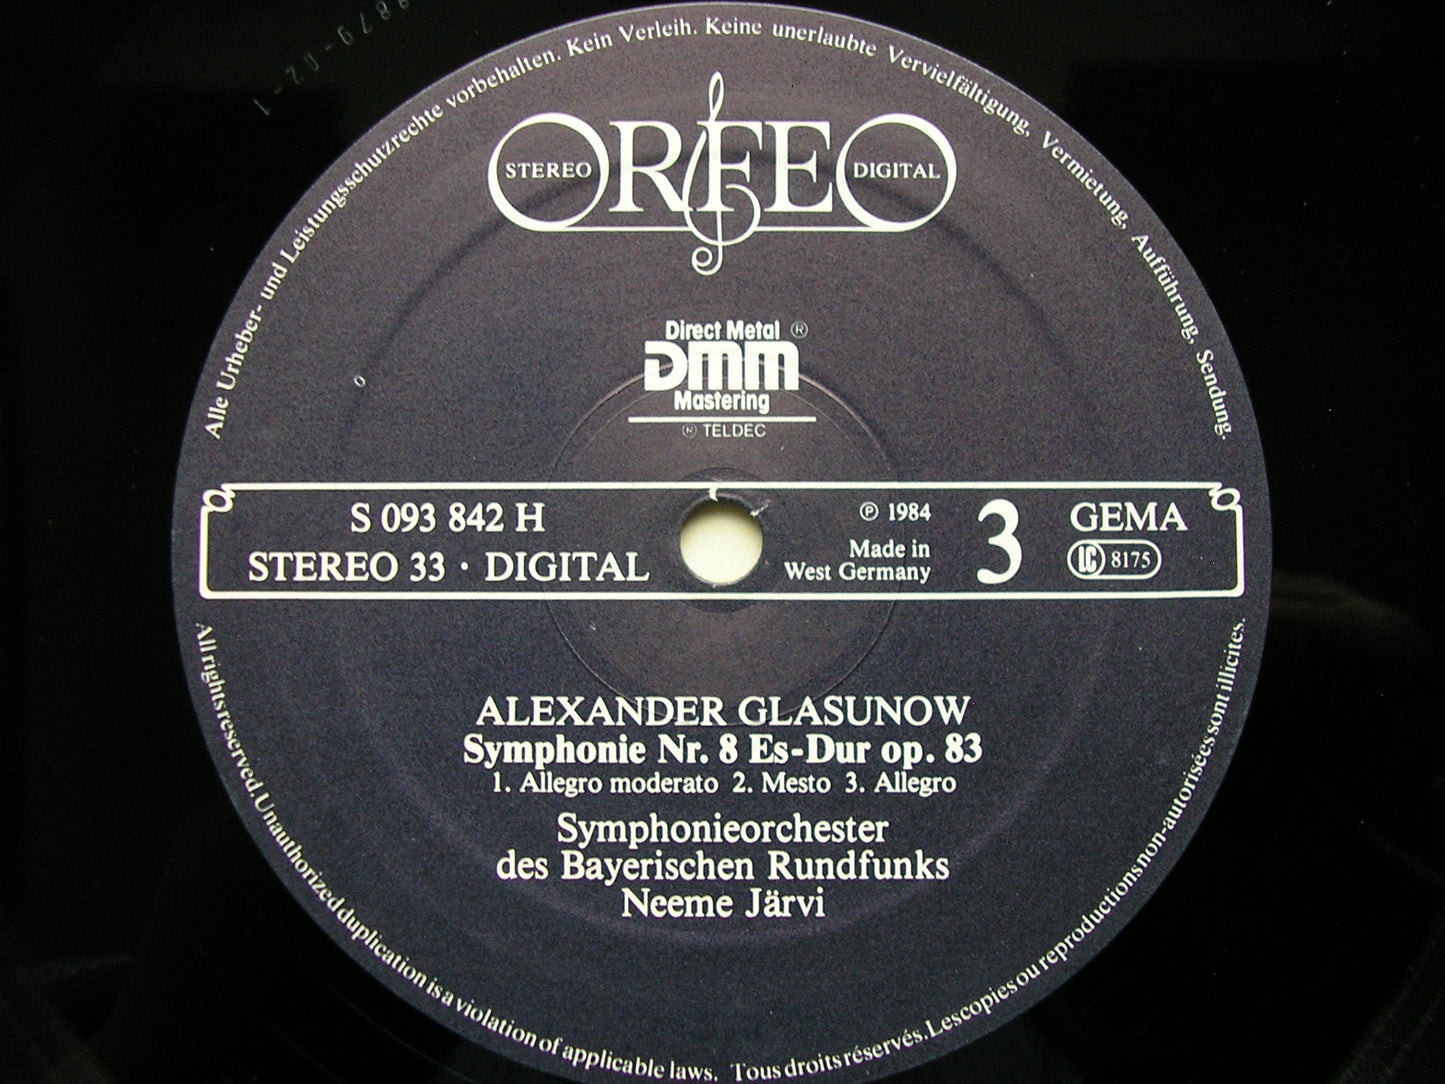 9879-02-1
Alle Urheber- und Leistungsschutzrechte vorbehalten. Kein Verleih. Keine unerlaubte Vervielfältigung, Vermietung, Aufführung, Sendung.
ORFEO
STEREO DIGITAL
Direct Metal ®
DMM
Mastering
® TELDEC
S 093 842 H
STEREO 33 · DIGITAL
℗ 1984
Made in
West Germany
3
GEMA
LC 8175
ALEXANDER GLASUNOW
Symphonie Nr. 8 Es-Dur op. 83
1. Allegro moderato 2. Mesto 3. Allegro
Symphonieorchester
des Bayerischen Rundfunks
Neeme Järvi
All rights reserved. Unauthorized duplication is a violation of applicable laws. Tous droits réservés. Les copies ou reproductions non-autorisées sont illicites.